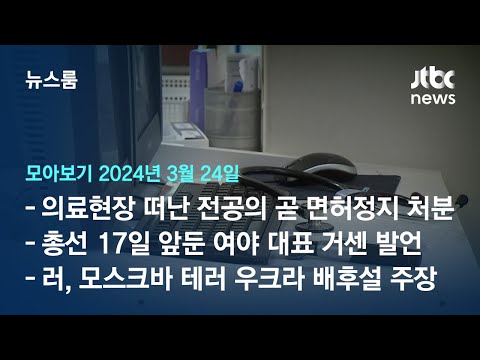 뉴스룸
jtbc
news
모아보기 2024년 3월 24일
- 의료현장 떠난 전공의 곧 면허정지 처분
- 총선 17일 앞둔 여야 대표 거센 발언
- 러, 모스크바 테러 우크라 배후설 주장